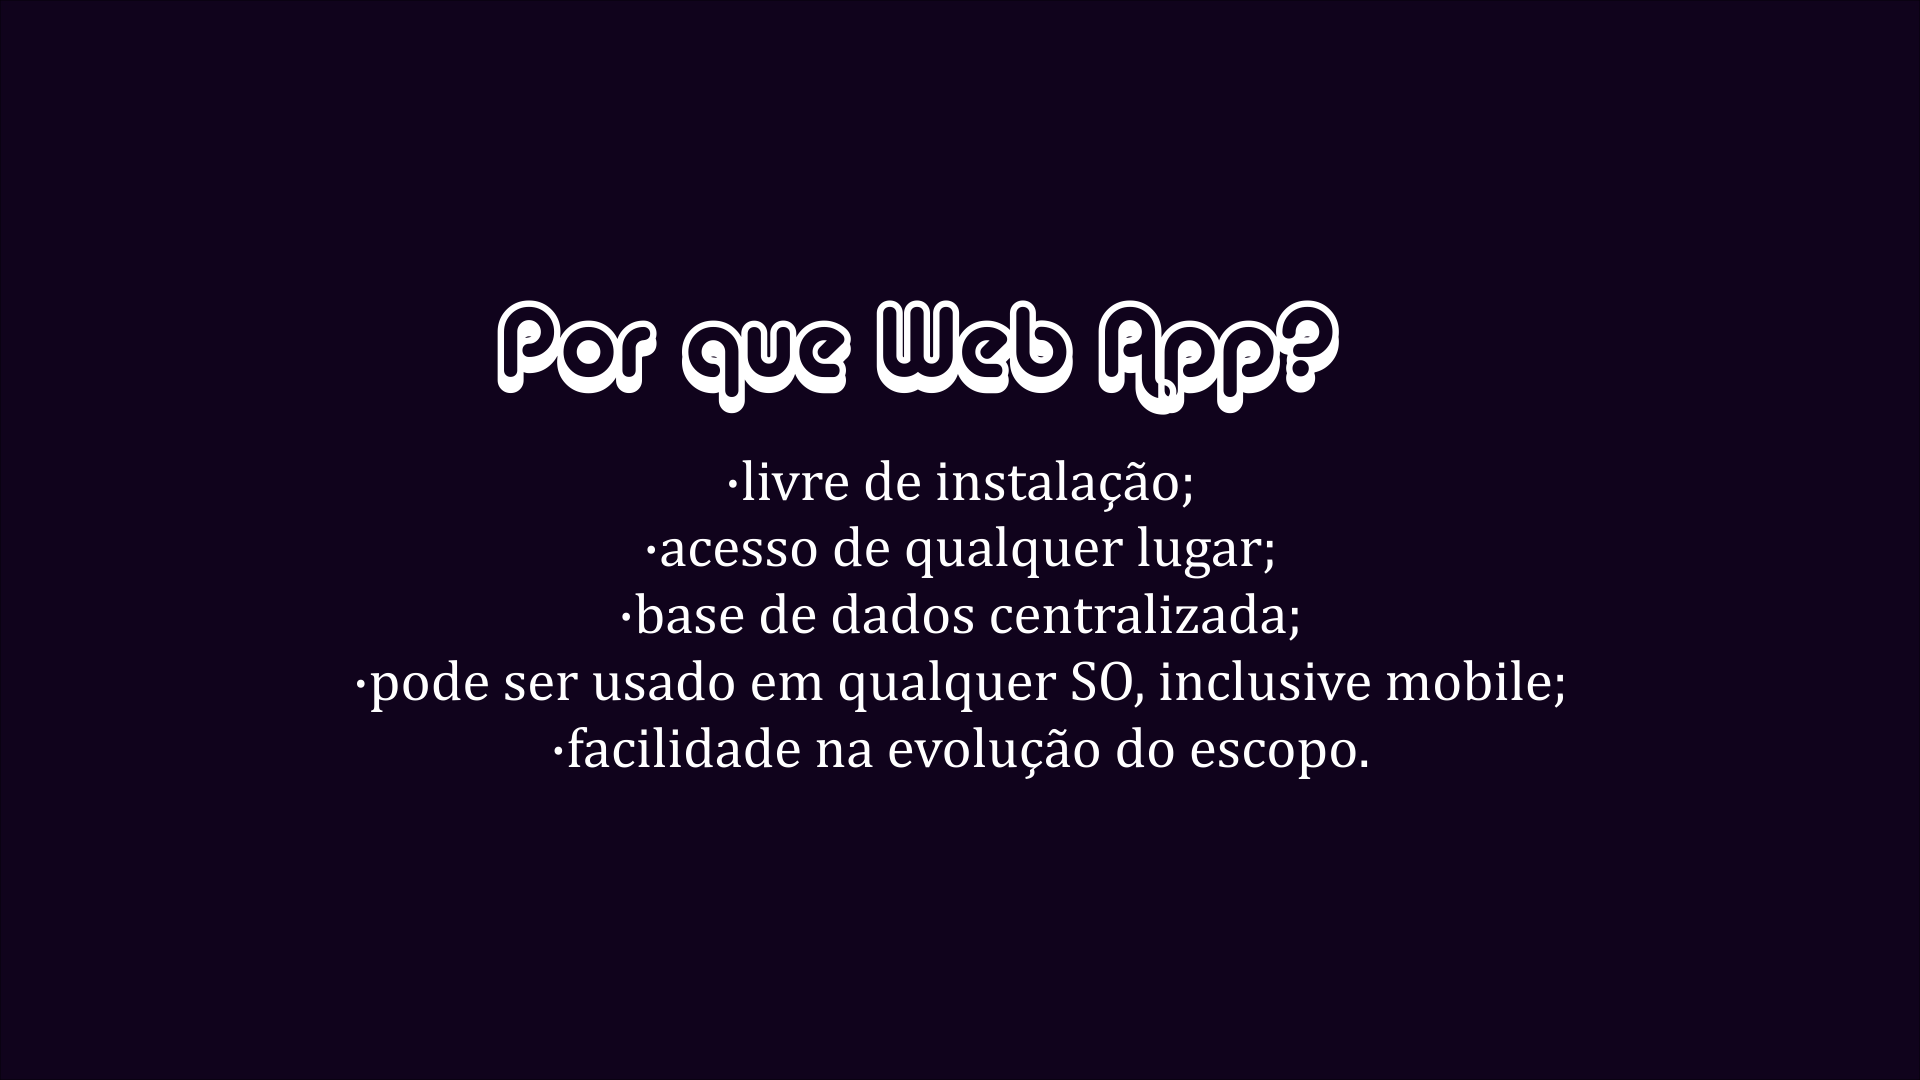 Por que Web App?
·livre de instalação;
·acesso de qualquer lugar;
·base de dados centralizada;
·pode ser usado em qualquer SO, inclusive mobile;
·facilidade na evolução do escopo.